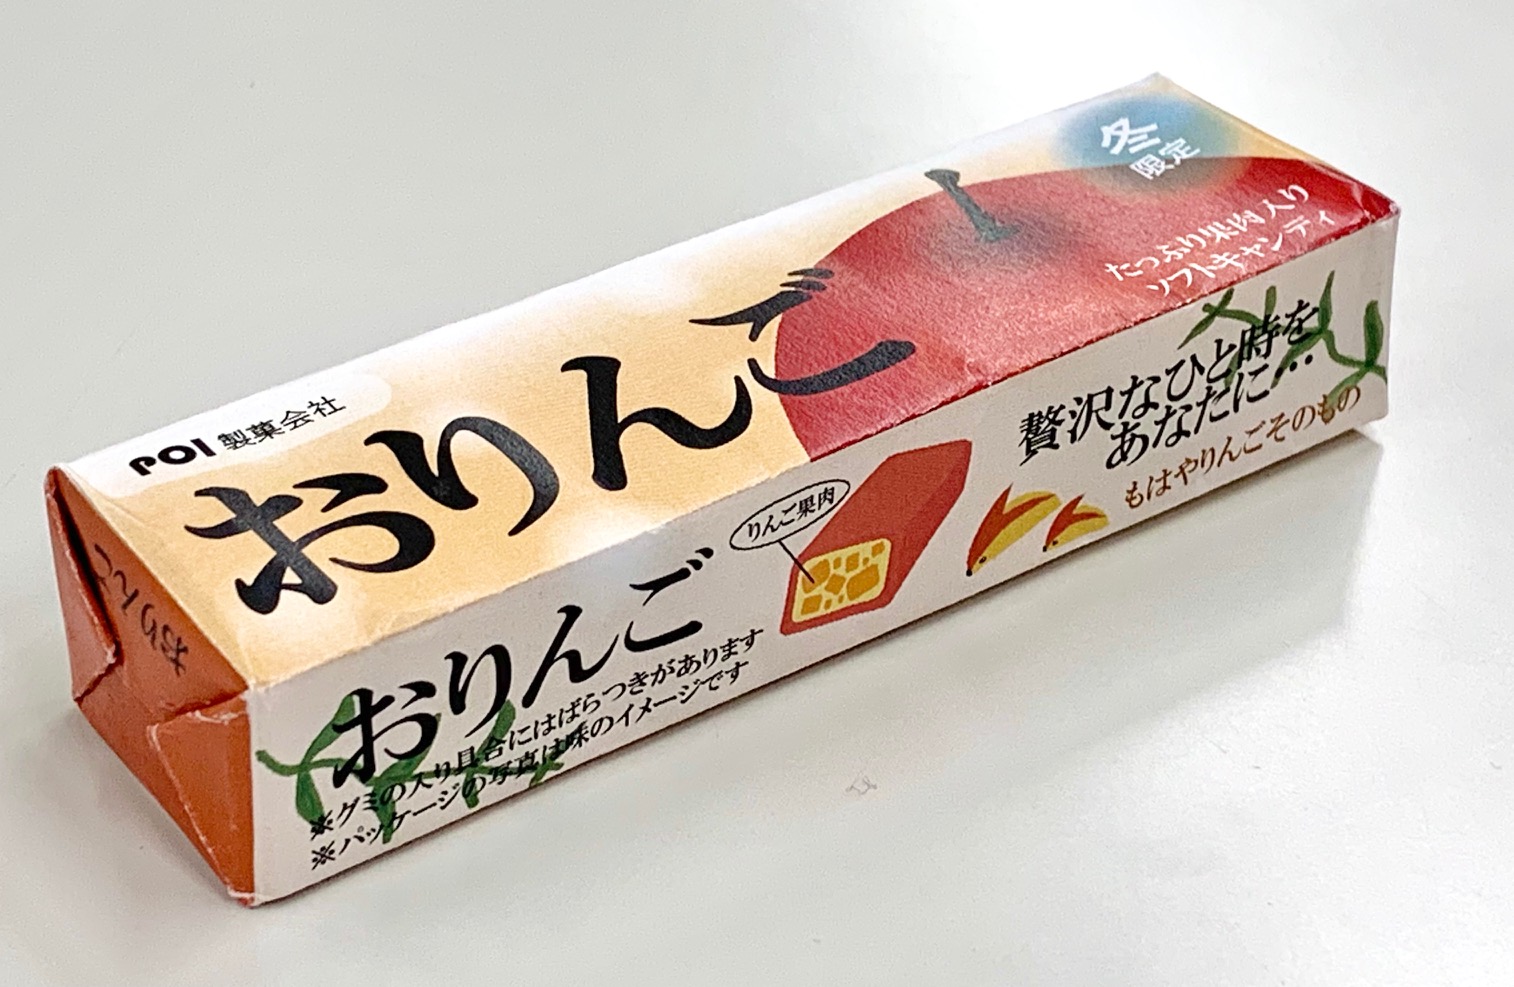 冬
限定
たっぷり果肉入り
ソフトキャンディ
POI 製菓会社
おりんご
おりんご
りんご果肉
贅沢なひと時を
あなたに…
もはやりんごそのもの
おりんご
※グミの入り具合にはばらつきがあります
※パッケージの写真は味のイメージです